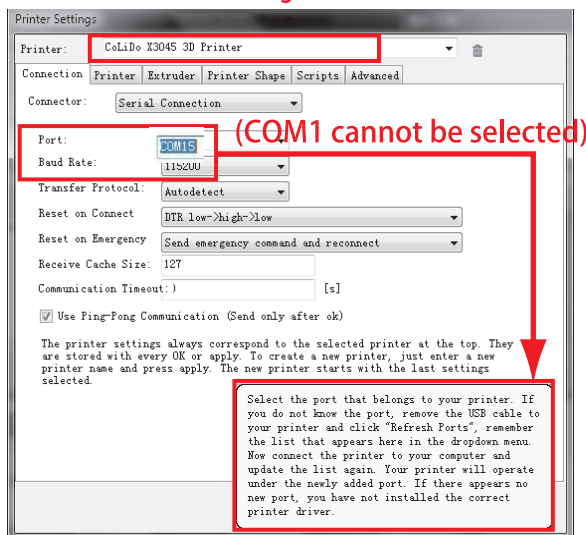 Printer Settings
Printer: CoLiDo X3045 3D Printer
Connection Printer Extruder Printer Shape Scripts Advanced
Connector: Serial Connection
(COM1 cannot be selected)
Port: COM15
Baud Rate: 115200
Transfer Protocol: Autodetect
Reset on Connect DTR low->high->low
Reset on Emergency Send emergency command and reconnect
Receive Cache Size: 127
Communication Timeout:) [s]
Use Ping-Pong Communication (Send only after ok)
The printer settings always correspond to the selected printer at the top. They
are stored with every OK or apply. To create a new printer, just enter a new
printer name and press apply. The new printer starts with the last settings
selected.
Select the port that belongs to your printer. If
you do not know the port, remove the USB cable to
your printer and click "Refresh Ports", remember
the list that appears here in the dropdown menu.
Now connect the printer to your computer and
update the list again. Your printer will operate
under the newly added port. If there appears no
new port, you have not installed the correct
printer driver.